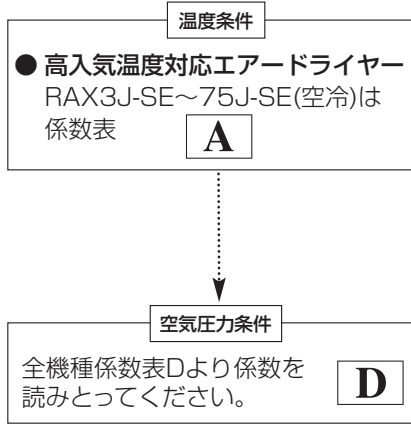 温度条件
● 高入気温度対応エアードライヤー
RAX3J-SE～75J-SE(空冷)は
係数表 A
空気圧力条件
全機種係数表Dより係数を
読みとってください。 D